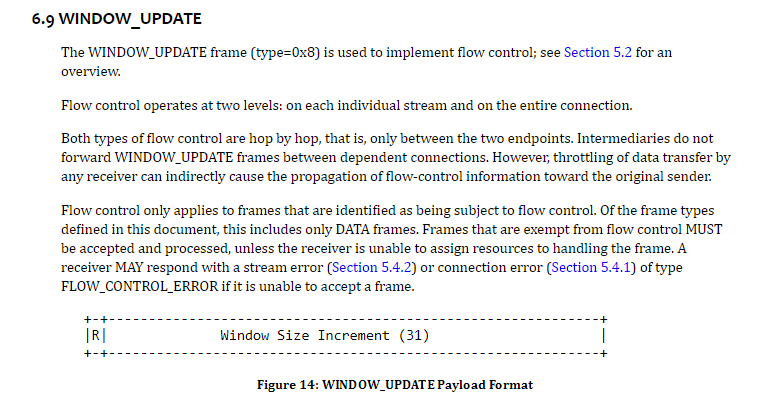 6.9 WINDOW_UPDATE
The WINDOW_UPDATE frame (type=0x8) is used to implement flow control; see Section 5.2 for an
overview.
Flow control operates at two levels: on each individual stream and on the entire connection.
Both types of flow control are hop by hop, that is, only between the two endpoints. Intermediaries do not
forward WINDOW_UPDATE frames between dependent connections. However, throttling of data transfer by
any receiver can indirectly cause the propagation of flow-control information toward the original sender.
Flow control only applies to frames that are identified as being subject to flow control. Of the frame types
defined in this document, this includes only DATA frames. Frames that are exempt from flow control MUST
be accepted and processed, unless the receiver is unable to assign resources to handling the frame. A
receiver MAY respond with a stream error (Section 5.4.2) or connection error (Section 5.4.1) of type
FLOW_CONTROL_ERROR if it is unable to accept a frame.
+-+-------------------------------------------------------------+
|R|              Window Size Increment (31)                     |
+-+-------------------------------------------------------------+
Figure 14: WINDOW_UPDATE Payload Format